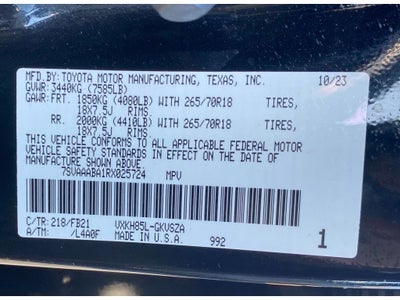 MFD.BY:TOYOTA MOTOR MANUFACTURING, TEXAS, INC. 10/23
GVWR: 3440KG (7585LB)
GAWR: FRT. 1850KG (4080LB) WITH 265/70R18 TIRES,
18X7.5J RIMS
RR. 2000KG (4410LB) WITH 265/70R18 TIRES,
18X7.5J RIMS.
THIS VEHICLE CONFORMS TO ALL APPLICABLE FEDERAL MOTOR
VEHICLE SAFETY STANDARDS IN EFFECT ON THE DATE OF
MANUFACTURE SHOWN ABOVE.
7SVAAABA1RX025724 MPV
C/TR: 218/FB21 VXKH85L-GKVSZA
A/TM: /L4A0F MADE IN U.S.A. 992 1